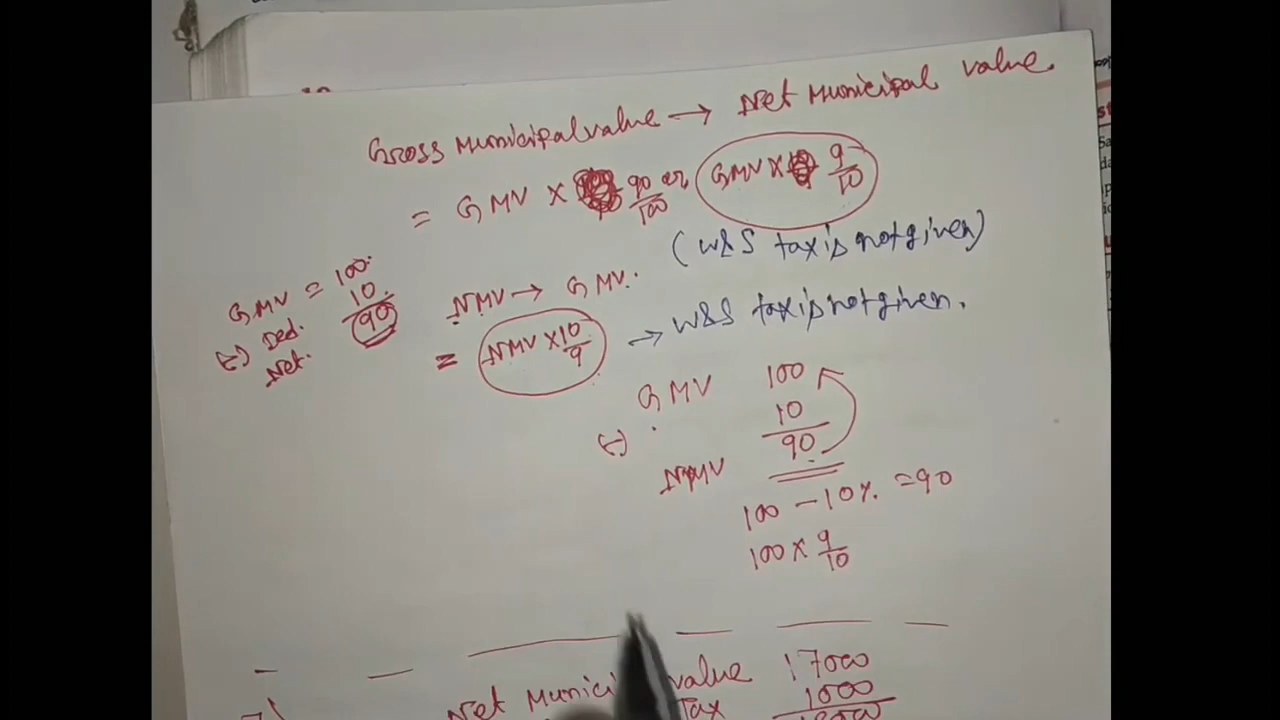 Gross Municipal value → Net Municipal value
= GMV × 90/100 or GMV × 9/10
(W&S tax is not given)
GMV = 100
(-) Ded. 10
Net. 90
NMV → GMV.
= NMV × 10/9 → W&S tax is not given.
GMV 100
(-) 10
NMV 90
100 - 10% = 90
100 × 9/10
Net Municipal value 17000
Tax 1000